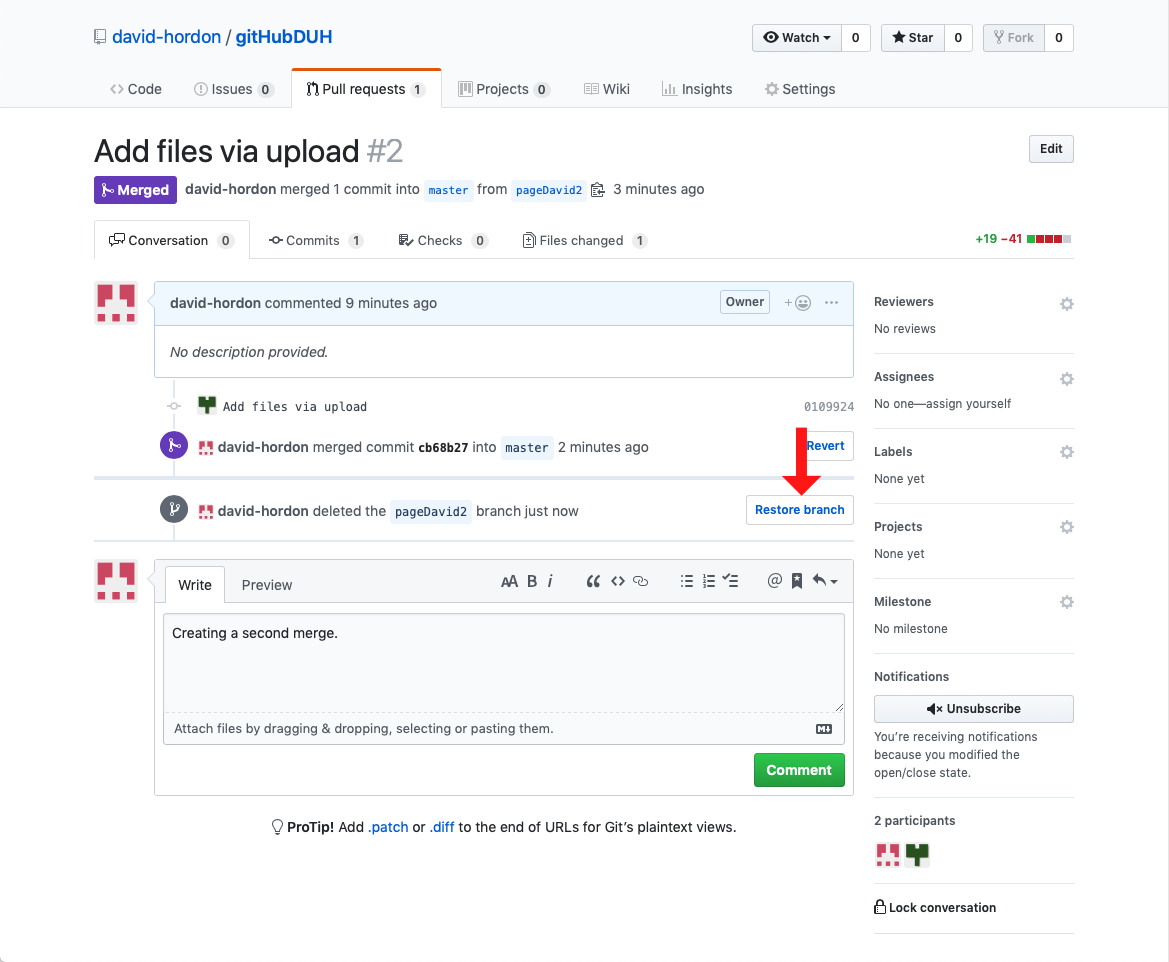 david-hordon / gitHubDUH
Watch 0 Star 0 Fork 0
Code Issues 0 Pull requests 1 Projects 0 Wiki Insights Settings
Add files via upload #2 Edit
Merged david-hordon merged 1 commit into master from pageDavid2 3 minutes ago
Conversation 0 Commits 1 Checks 0 Files changed 1 +19 −41
david-hordon commented 9 minutes ago Owner
No description provided.
Add files via upload 0109924
david-hordon merged commit cb68b27 into master 2 minutes ago Revert
david-hordon deleted the pageDavid2 branch just now Restore branch
Write Preview AA B i
Creating a second merge.
Attach files by dragging & dropping, selecting or pasting them.
Comment
ProTip! Add .patch or .diff to the end of URLs for Git’s plaintext views.
Reviewers
No reviews
Assignees
No one—assign yourself
Labels
None yet
Projects
None yet
Milestone
No milestone
Notifications
Unsubscribe
You’re receiving notifications
because you modified the
open/close state.
2 participants
Lock conversation